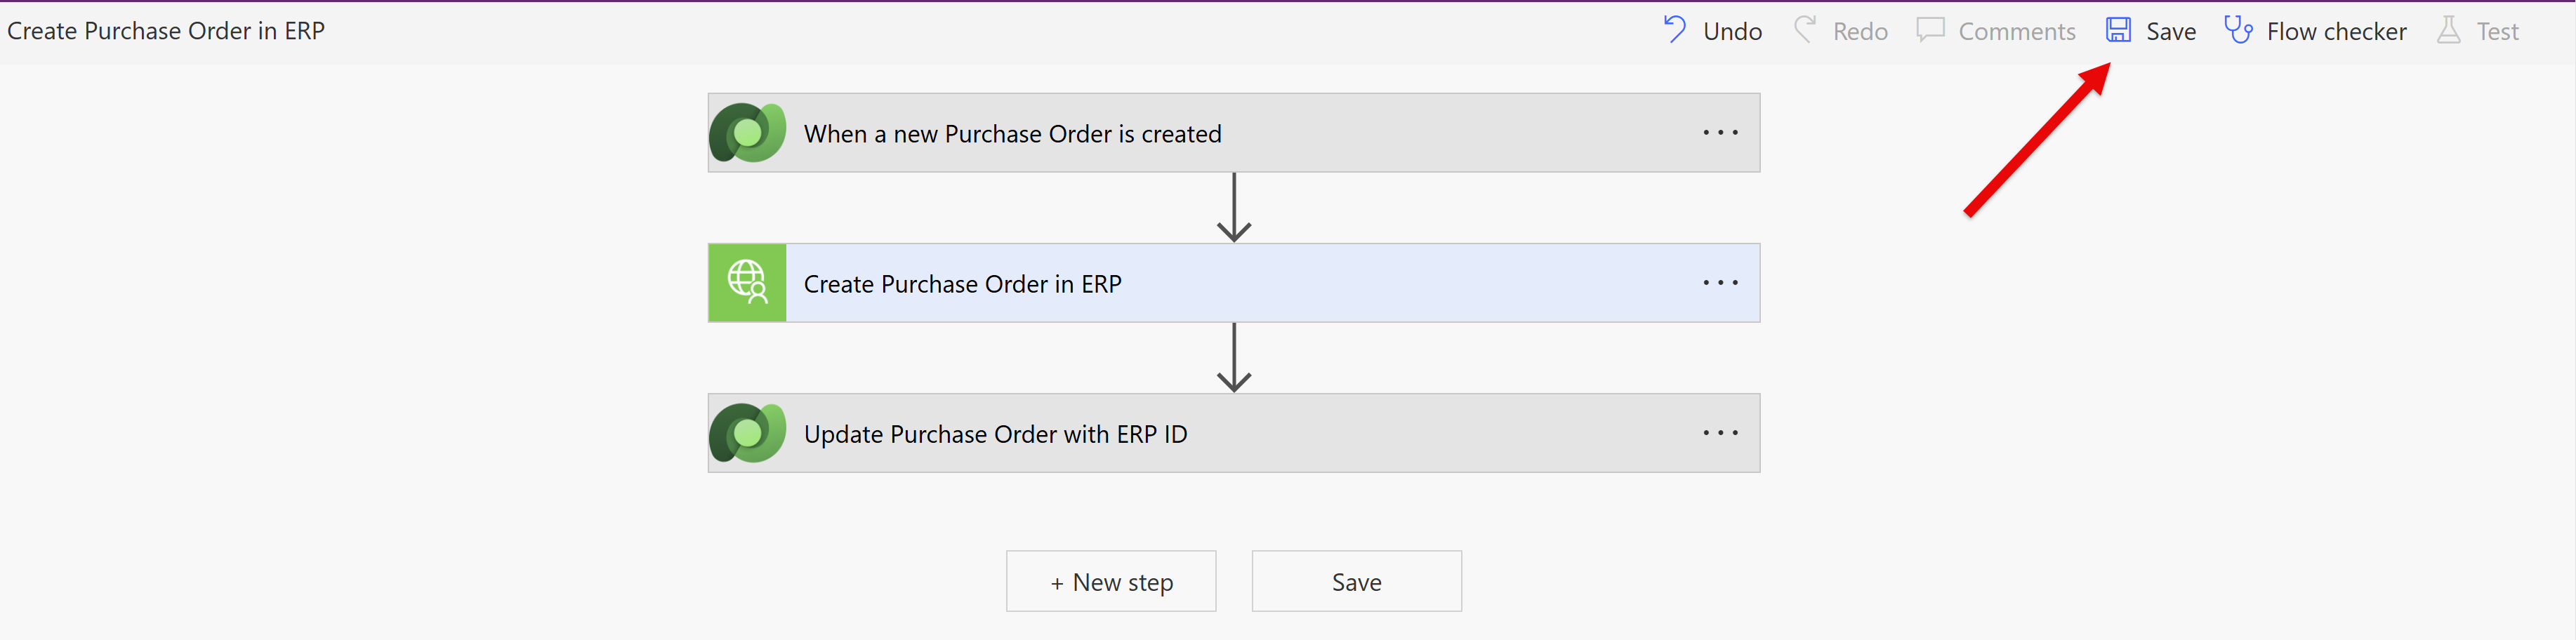 Create Purchase Order in ERP
Undo Redo Comments Save Flow checker Test
When a new Purchase Order is created
Create Purchase Order in ERP
Update Purchase Order with ERP ID
+ New step Save